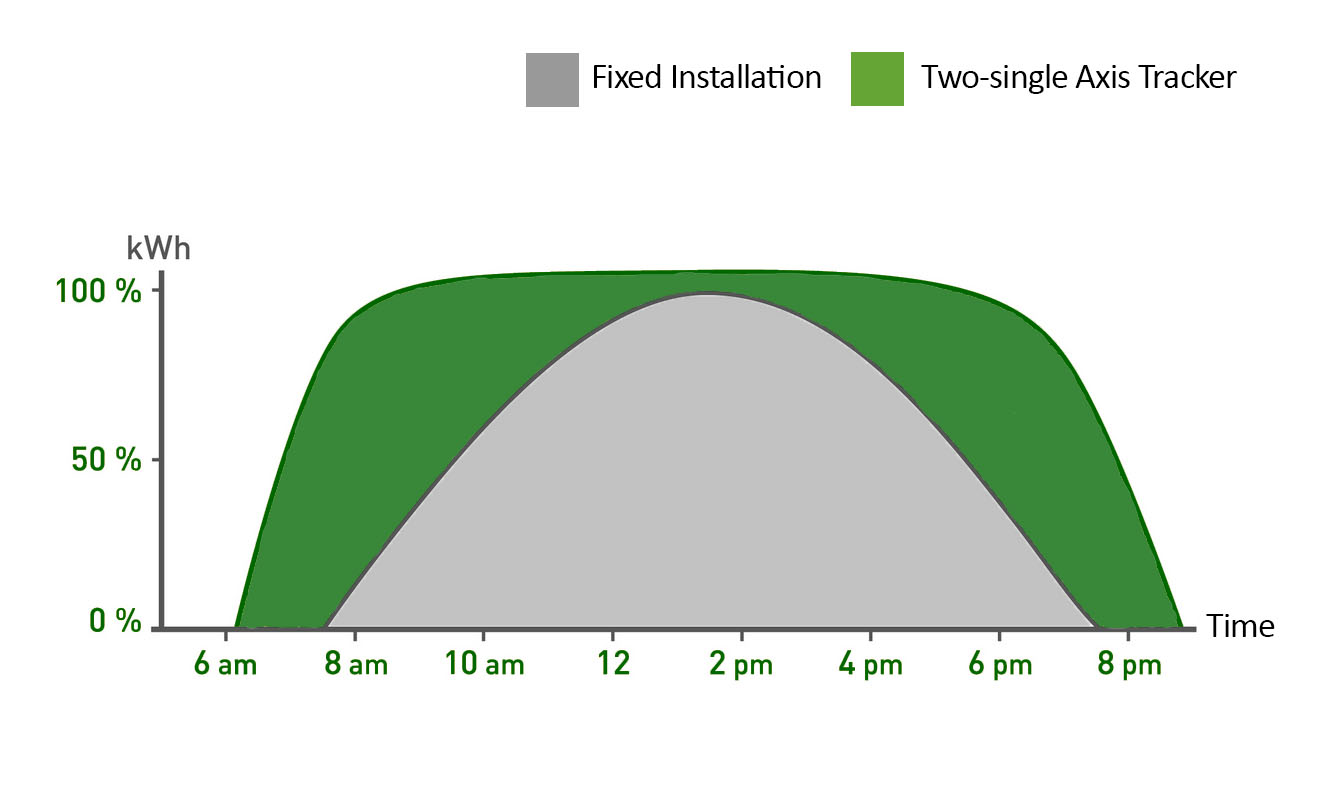 Fixed Installation
Two-single Axis Tracker
kWh
100 %
50 %
0 %
Time
6 am
8 am
10 am
12
2 pm
4 pm
6 pm
8 pm